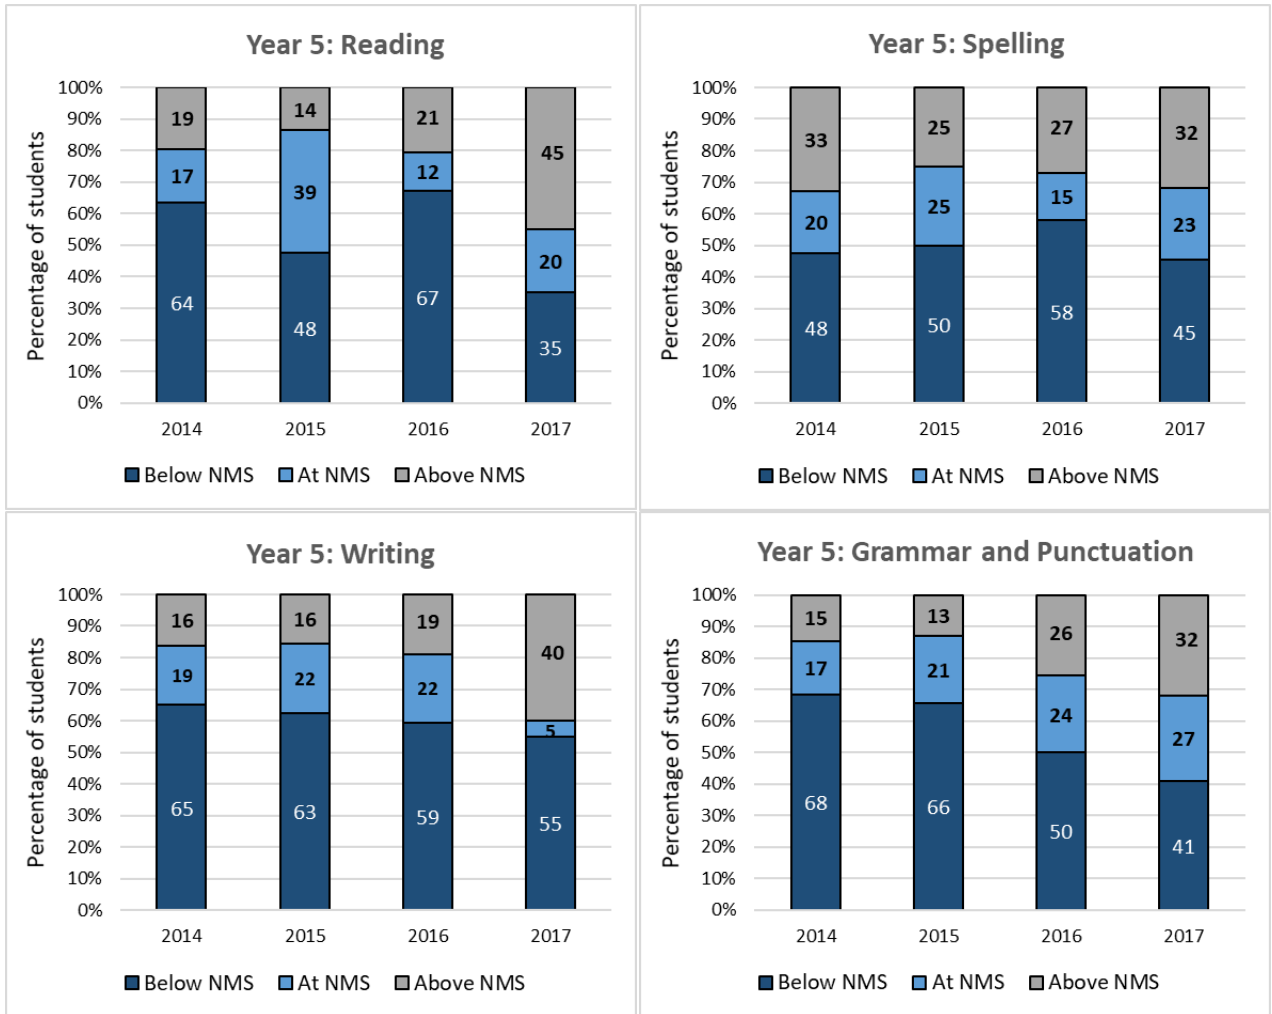 Year 5: Reading
Percentage of students
100%
90%
80%
70%
60%
50%
40%
30%
20%
10%
0%
19 14 21 45
17 39 12 20
64 48 67 35
2014 2015 2016 2017
Below NMS At NMS Above NMS
Year 5: Spelling
Percentage of students
100%
90%
80%
70%
60%
50%
40%
30%
20%
10%
0%
33 25 27 32
20 25 15 23
48 50 58 45
2014 2015 2016 2017
Below NMS At NMS Above NMS
Year 5: Writing
Percentage of students
100%
90%
80%
70%
60%
50%
40%
30%
20%
10%
0%
16 16 19 40
19 22 22 5
65 63 59 55
2014 2015 2016 2017
Below NMS At NMS Above NMS
Year 5: Grammar and Punctuation
Percentage of students
100%
90%
80%
70%
60%
50%
40%
30%
20%
10%
0%
15 13 26 32
17 21 24 27
68 66 50 41
2014 2015 2016 2017
Below NMS At NMS Above NMS